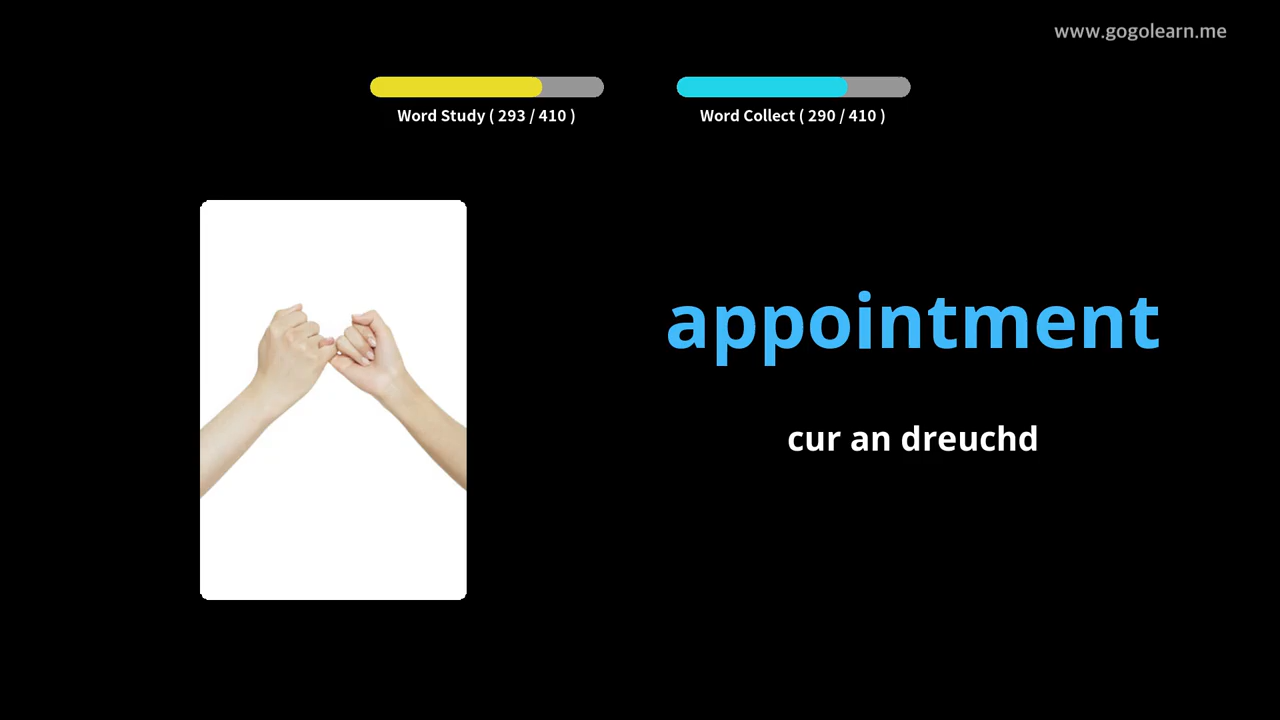 www.gogolearn.me
Word Study ( 293 / 410 )
Word Collect ( 290 / 410 )
appointment
cur an dreuchd